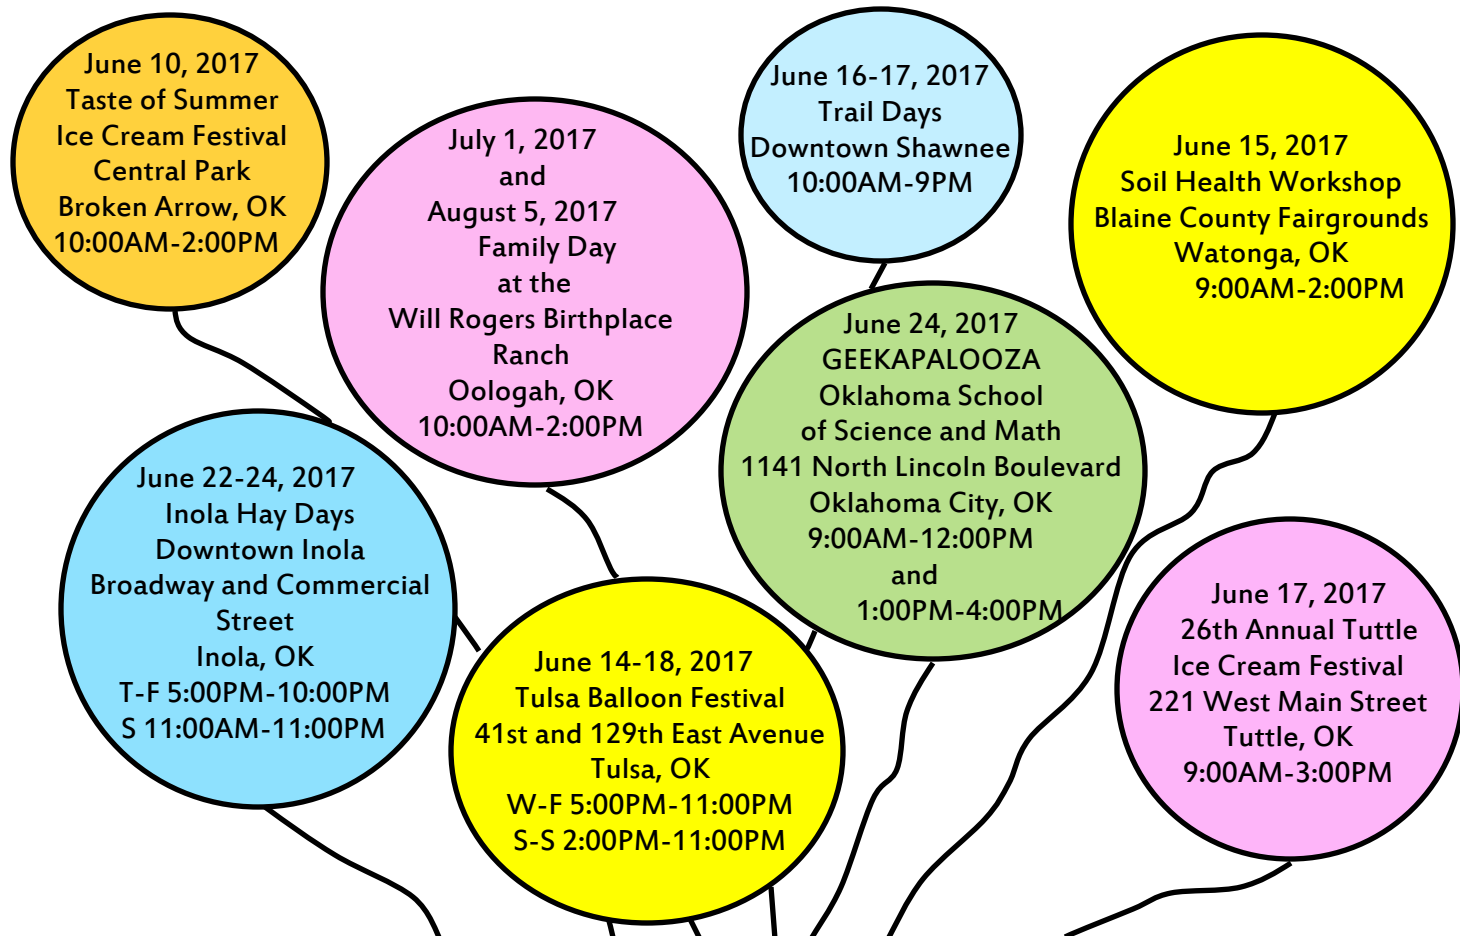 June 10, 2017
Taste of Summer
Ice Cream Festival
Central Park
Broken Arrow, OK
10:00AM-2:00PM
July 1, 2017
and
August 5, 2017
Family Day
at the
Will Rogers Birthplace
Ranch
Oologah, OK
10:00AM-2:00PM
June 16-17, 2017
Trail Days
Downtown Shawnee
10:00AM-9PM
June 15, 2017
Soil Health Workshop
Blaine County Fairgrounds
Watonga, OK
9:00AM-2:00PM
June 24, 2017
GEEKAPALOOZA
Oklahoma School
of Science and Math
1141 North Lincoln Boulevard
Oklahoma City, OK
9:00AM-12:00PM
and
1:00PM-4:00PM
June 22-24, 2017
Inola Hay Days
Downtown Inola
Broadway and Commercial
Street
Inola, OK
T-F 5:00PM-10:00PM
S 11:00AM-11:00PM
June 14-18, 2017
Tulsa Balloon Festival
41st and 129th East Avenue
Tulsa, OK
W-F 5:00PM-11:00PM
S-S 2:00PM-11:00PM
June 17, 2017
26th Annual Tuttle
Ice Cream Festival
221 West Main Street
Tuttle, OK
9:00AM-3:00PM